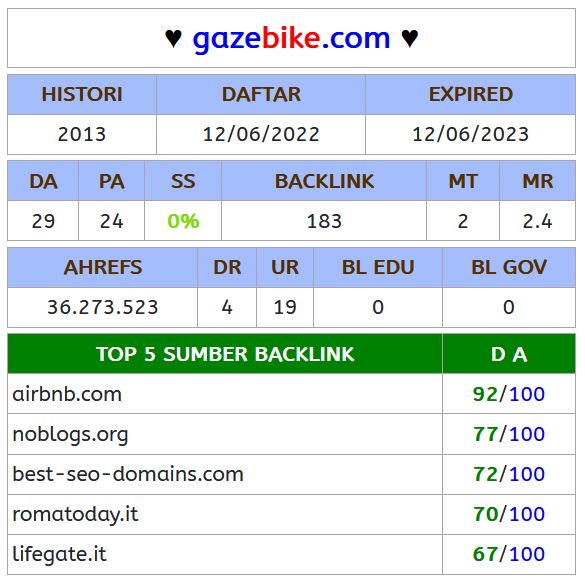 ♥ gazebike.com ♥
HISTORI DAFTAR EXPIRED
2013 12/06/2022 12/06/2023
DA PA SS BACKLINK MT MR
29 24 0% 183 2 2.4
AHREFS DR UR BL EDU BL GOV
36.273.523 4 19 0 0
TOP 5 SUMBER BACKLINK D A
airbnb.com 92/100
noblogs.org 77/100
best-seo-domains.com 72/100
romatoday.it 70/100
lifegate.it 67/100